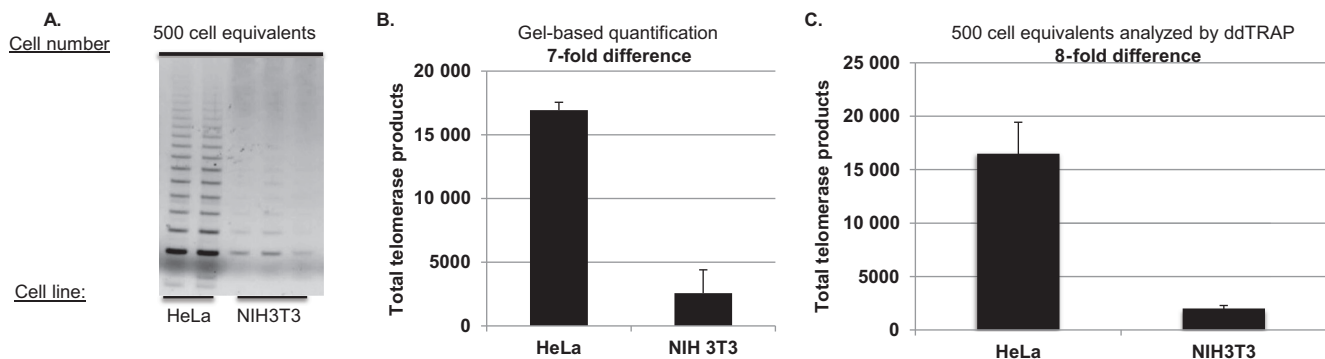 A.
Cell number
500 cell equivalents
Cell line:
HeLa
NIH3T3
B.
Gel-based quantification
7-fold difference
Total telomerase products
20 000
15 000
10 000
5000
0
HeLa
NIH 3T3
C.
500 cell equivalents analyzed by ddTRAP
8-fold difference
Total telomerase products
25 000
20 000
15 000
10 000
5000
0
HeLa
NIH3T3